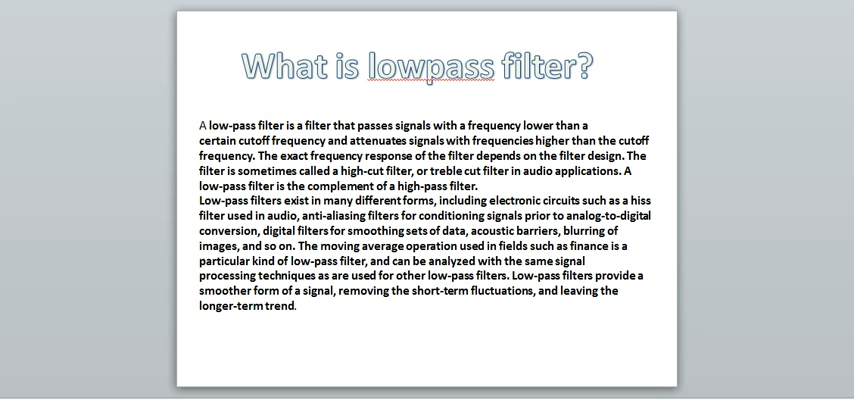 What is lowpass filter?
A low-pass filter is a filter that passes signals with a frequency lower than a
certain cutoff frequency and attenuates signals with frequencies higher than the cutoff
frequency. The exact frequency response of the filter depends on the filter design. The
filter is sometimes called a high-cut filter, or treble cut filter in audio applications. A
low-pass filter is the complement of a high-pass filter.
Low-pass filters exist in many different forms, including electronic circuits such as a hiss
filter used in audio, anti-aliasing filters for conditioning signals prior to analog-to-digital
conversion, digital filters for smoothing sets of data, acoustic barriers, blurring of
images, and so on. The moving average operation used in fields such as finance is a
particular kind of low-pass filter, and can be analyzed with the same signal
processing techniques as are used for other low-pass filters. Low-pass filters provide a
smoother form of a signal, removing the short-term fluctuations, and leaving the
longer-term trend.